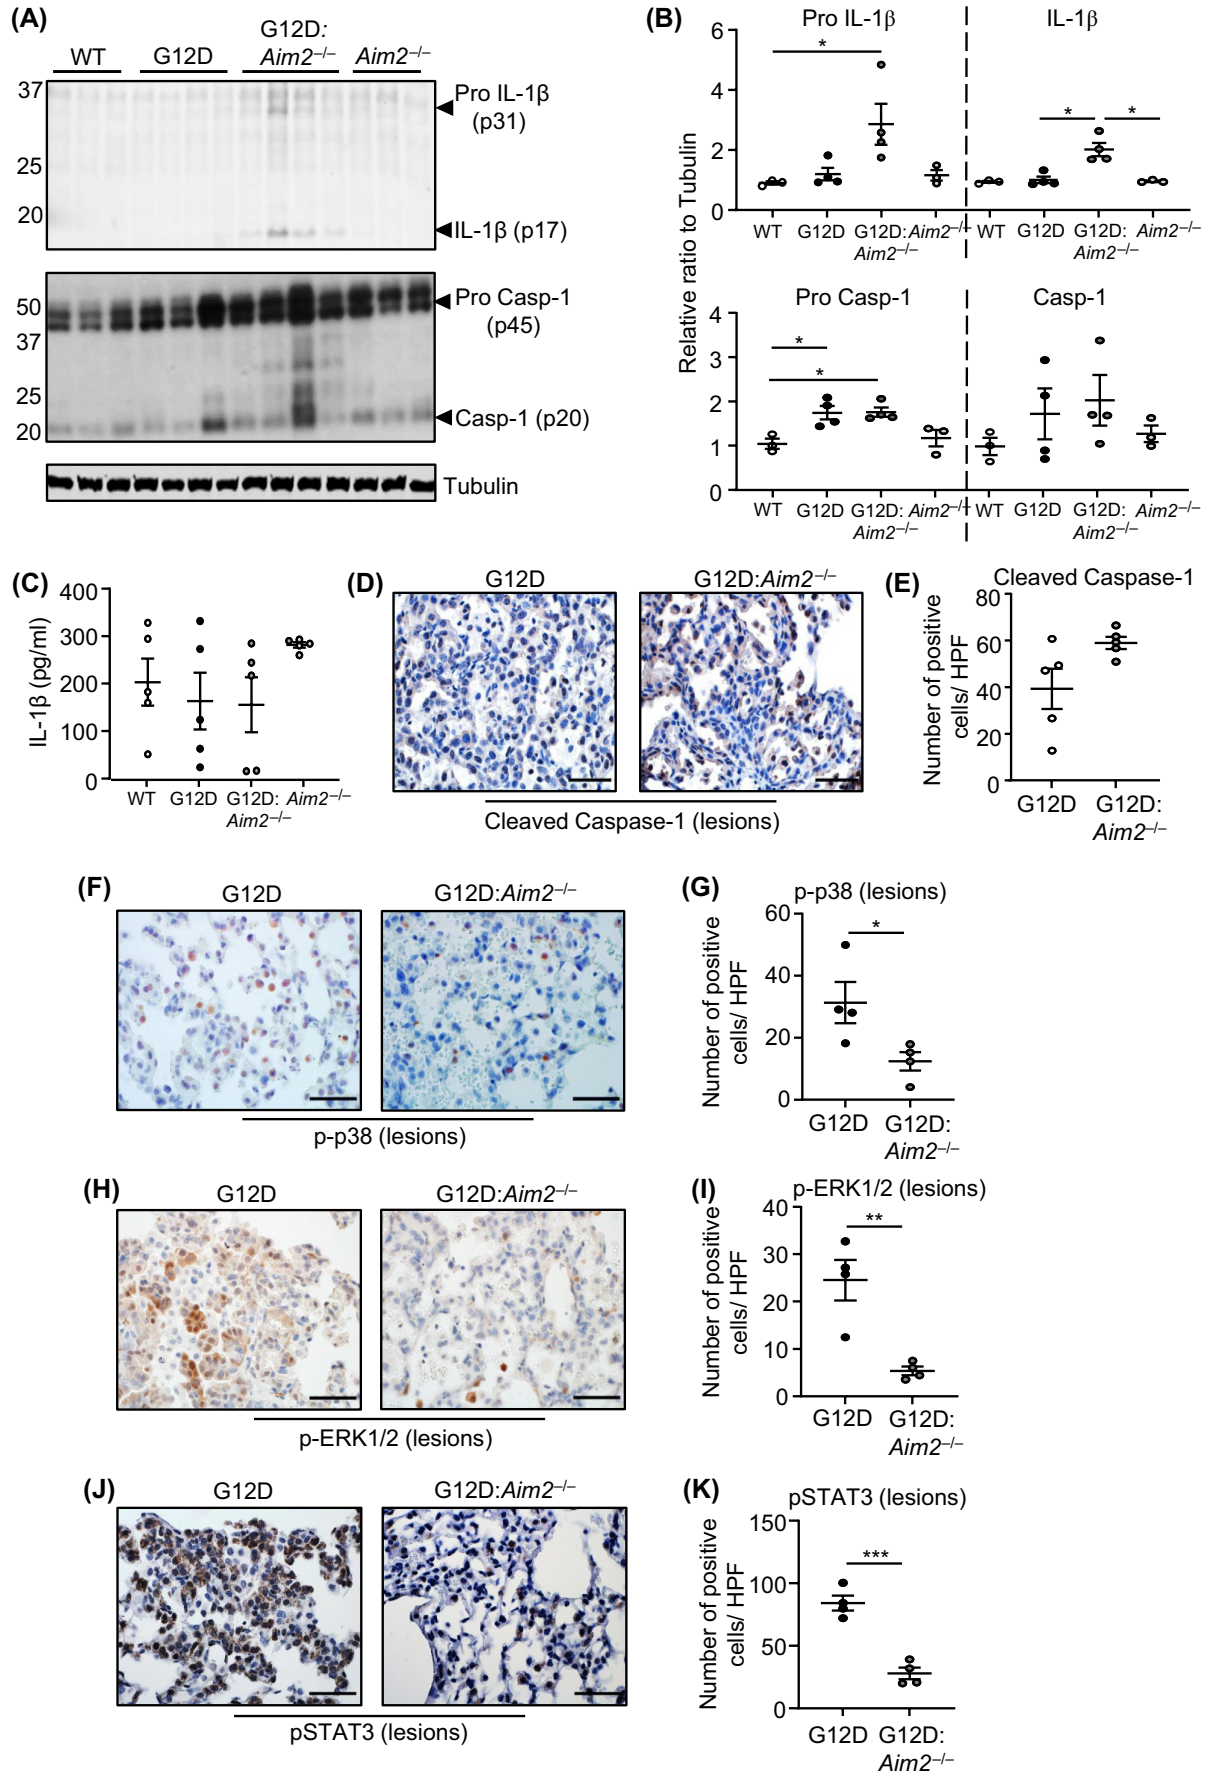 (A)
WT
G12D
G12D:
Aim2–/–
Aim2–/–
37
25
20
Pro IL-1β
(p31)
IL-1β (p17)
50
37
25
20
Pro Casp-1
(p45)
Casp-1 (p20)
Tubulin
(B)
Relative ratio to Tubulin
Pro IL-1β
IL-1β
*
*
*
6
4
2
0
WT
G12D
G12D:
Aim2–/–
Aim2–/–
WT
G12D
G12D:
Aim2–/–
Aim2–/–
Pro Casp-1
Casp-1
*
*
4
3
2
1
0
WT
G12D
G12D:
Aim2–/–
Aim2–/–
WT
G12D
G12D:
Aim2–/–
Aim2–/–
(C)
IL-1β (pg/ml)
400
300
200
100
0
WT
G12D
G12D:
Aim2–/–
Aim2–/–
(D)
G12D
G12D:Aim2–/–
Cleaved Caspase-1 (lesions)
(E)
Cleaved Caspase-1
Number of positive
cells/ HPF
80
60
40
20
0
G12D
G12D:
Aim2–/–
(F)
G12D
G12D:Aim2–/–
p-p38 (lesions)
(G)
p-p38 (lesions)
Number of positive
cells/ HPF
60
40
20
0
*
G12D
G12D:
Aim2–/–
(H)
G12D
G12D:Aim2–/–
p-ERK1/2 (lesions)
(I)
p-ERK1/2 (lesions)
Number of positive
cells/ HPF
40
30
20
10
0
**
G12D
G12D:
Aim2–/–
(J)
G12D
G12D:Aim2–/–
pSTAT3 (lesions)
(K)
pSTAT3 (lesions)
Number of positive
cells/ HPF
150
100
50
0
***
G12D
G12D:
Aim2–/–